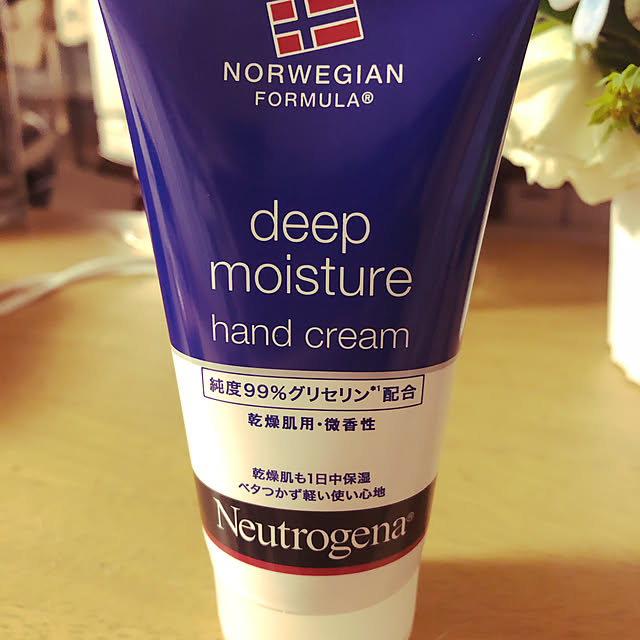 NORWEGIAN
FORMULA®
deep
moisture
hand cream
純度99%グリセリン*1配合
乾燥肌用・微香性
乾燥肌も1日中保湿
ベタつかず軽い使い心地
Neutrogena®